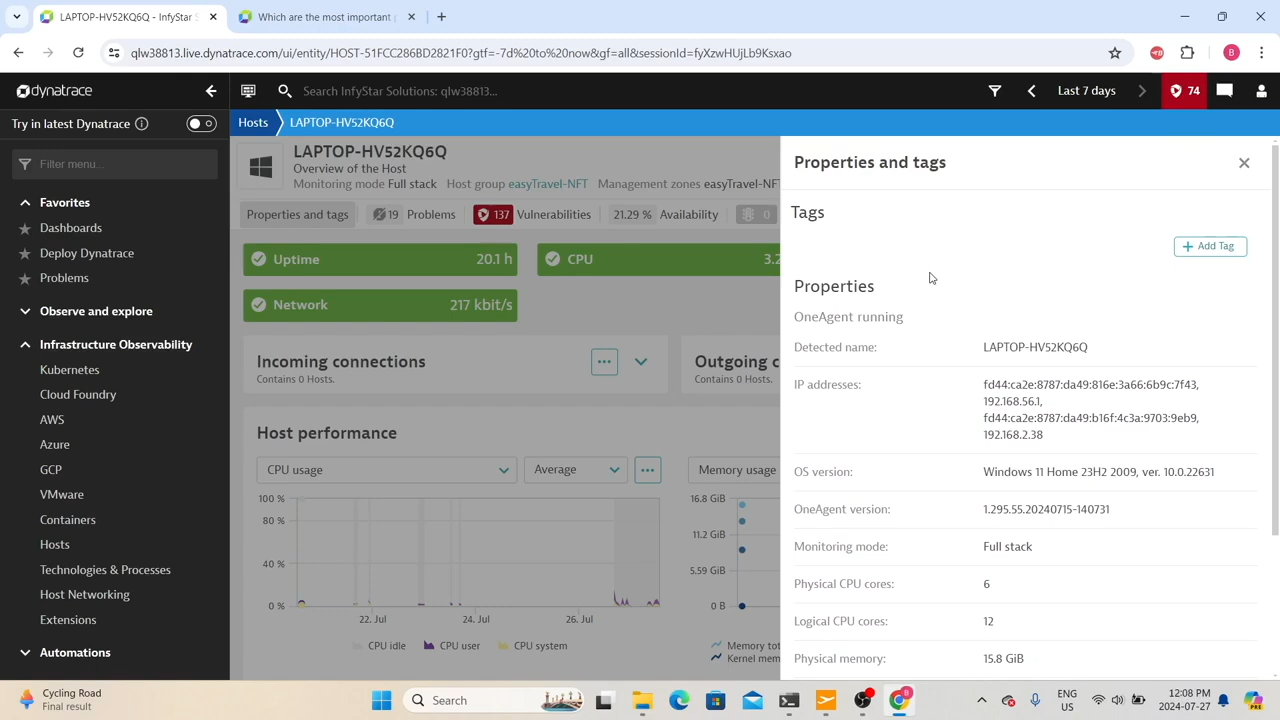 LAPTOP-HV52KQ6Q - InfyStar S
Which are the most important p
qlw38813.live.dynatrace.com/ui/entity/HOST-51FCC286BD2821F0?gtf=-7d%20to%20now&gf=all&sessionId=fyXzwHUjLb9Ksxao
B
dynatrace
Search InfyStar Solutions: qlw38813...
Last 7 days
74
Try in latest Dynatrace
Hosts
LAPTOP-HV52KQ6Q
Filter menu...
Favorites
Dashboards
Deploy Dynatrace
Problems
Observe and explore
Infrastructure Observability
Kubernetes
Cloud Foundry
AWS
Azure
GCP
VMware
Containers
Hosts
Technologies & Processes
Host Networking
Extensions
Automations
LAPTOP-HV52KQ6Q
Overview of the Host
Monitoring mode Full stack Host group easyTravel-NFT Management zones easyTravel-NFT
Properties and tags 19 Problems 137 Vulnerabilities 21.29 % Availability 0
Uptime 20.1 h
CPU 3.2
Network 217 kbit/s
Incoming connections
Contains 0 Hosts.
Outgoing c
Contains 0 Hosts.
Host performance
CPU usage Average
Memory usage
100 %
80 %
40 %
0 %
22. Jul 24. Jul 26. Jul
CPU idle CPU user CPU system
16.8 GiB
11.2 GiB
5.59 GiB
0 B
Memory tot
Kernel mem
Properties and tags
Tags
Add Tag
Properties
OneAgent running
Detected name: LAPTOP-HV52KQ6Q
IP addresses: fd44:ca2e:8787:da49:816e:3a66:6b9c:7f43,
192.168.56.1,
fd44:ca2e:8787:da49:b16f:4c3a:9703:9eb9,
192.168.2.38
OS version: Windows 11 Home 23H2 2009, ver. 10.0.22631
OneAgent version: 1.295.55.20240715-140731
Monitoring mode: Full stack
Physical CPU cores: 6
Logical CPU cores: 12
Physical memory: 15.8 GiB
Cycling Road
Final result
Search
ENG
US
12:08 PM
2024-07-27